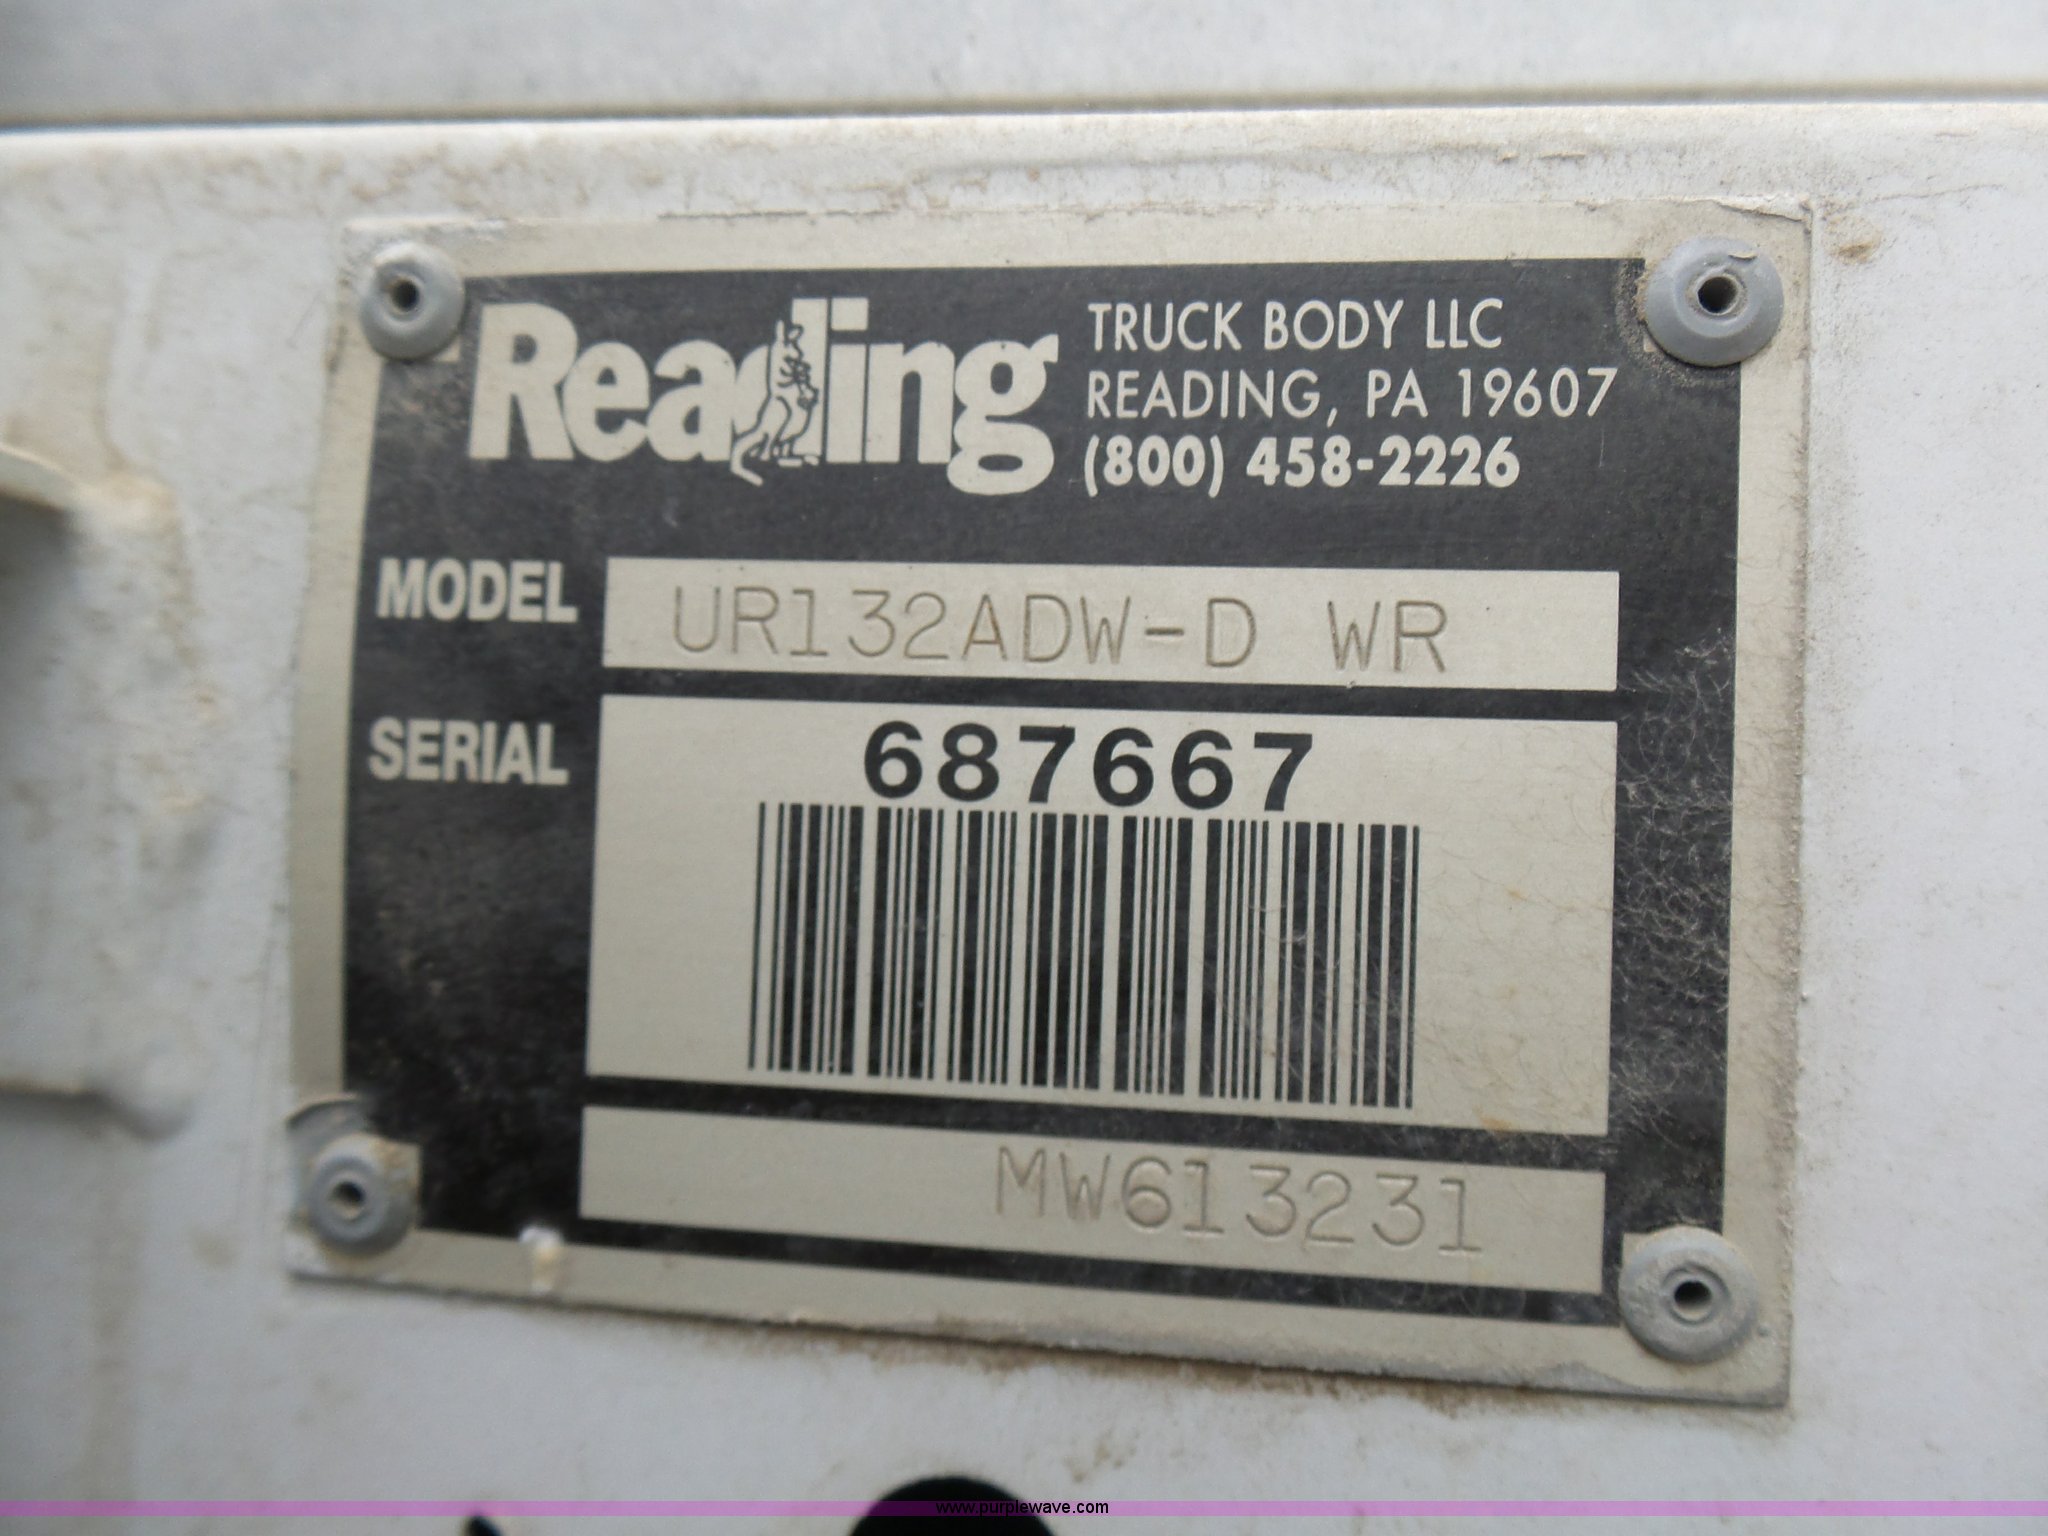 Reading
TRUCK BODY LLC
READING, PA 19607
(800) 458-2226
MODEL UR132ADW-D WR
SERIAL 687667
MW613231
www.purplewave.com